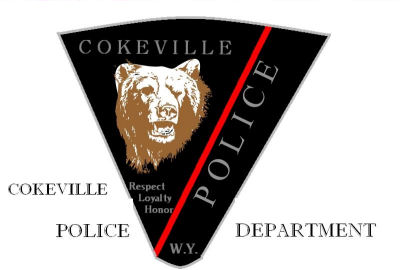 COKEVILLE
POLICE
Respect
Loyalty
Honor
W.Y.
COKEVILLE
POLICE DEPARTMENT